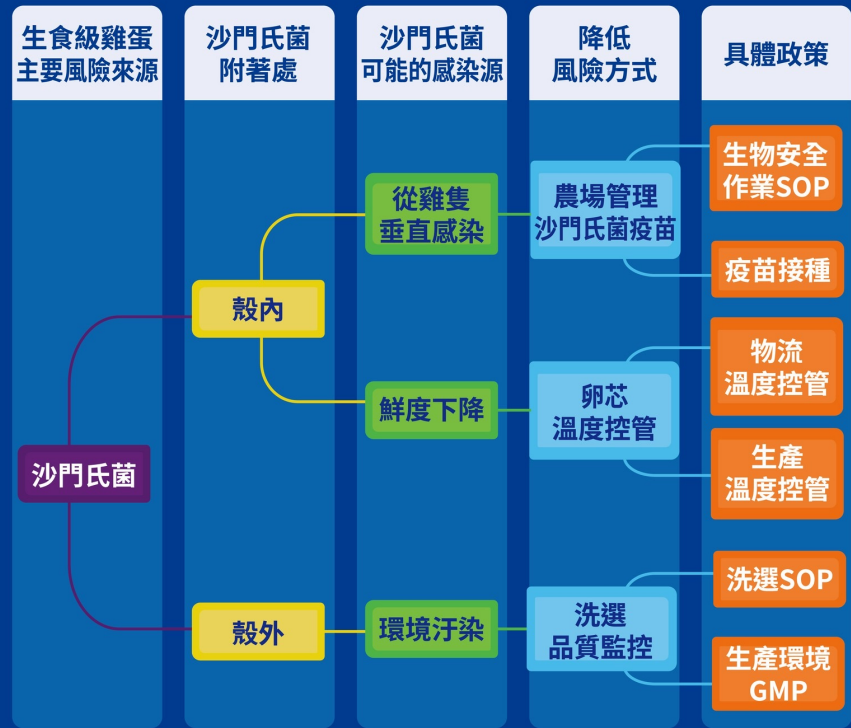 生食級雞蛋
主要風險來源
沙門氏菌
附著處
沙門氏菌
可能的感染源
降低
風險方式
具體政策
沙門氏菌
殼內
殼外
從雞隻
垂直感染
鮮度下降
環境汙染
農場管理
沙門氏菌疫苗
卵芯
溫度控管
洗選
品質監控
生物安全
作業SOP
疫苗接種
物流
溫度控管
生產
溫度控管
洗選SOP
生產環境
GMP